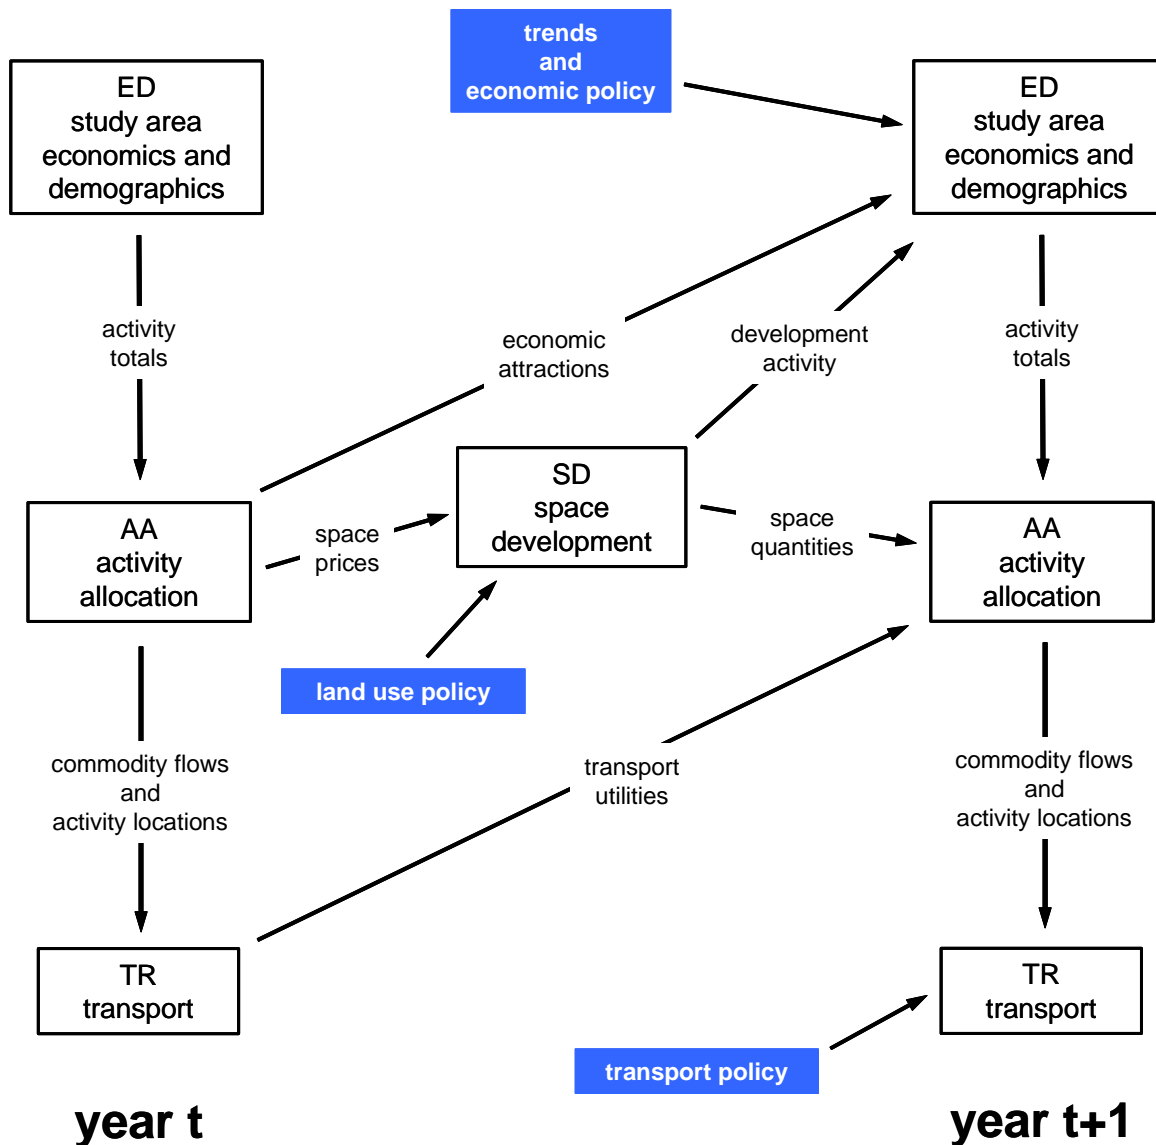 trends
and
economic policy
ED
study area
economics and
demographics
ED
study area
economics and
demographics
activity
totals
economic
attractions
development
activity
activity
totals
SD
space
development
AA
activity
allocation
space
prices
space
quantities
AA
activity
allocation
land use policy
commodity flows
and
activity locations
transport
utilities
commodity flows
and
activity locations
TR
transport
TR
transport
transport policy
year t
year t+1